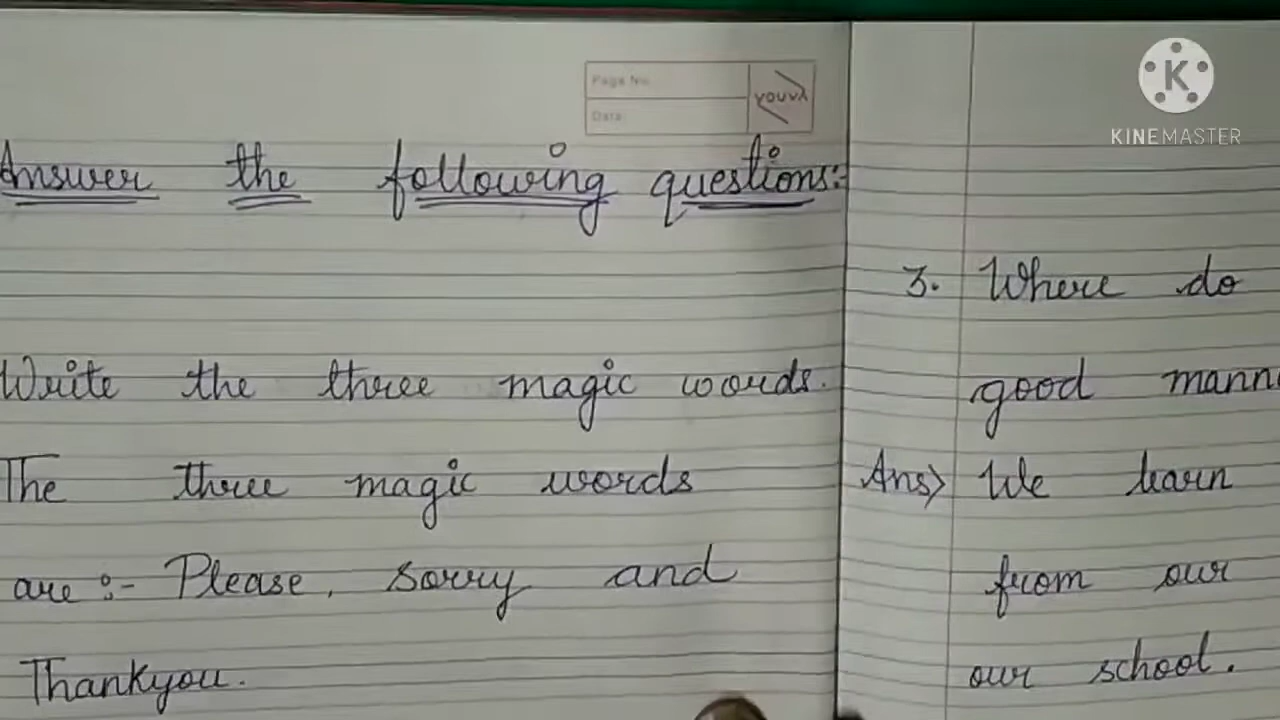 Page No.
Date
youva
Answer the following questions:-
Write the three magic words.
The three magic words
are :- Please, sorry and
Thankyou.
K
KINEMASTER
3. Where do
good
Ans> We learn
from our
our school.